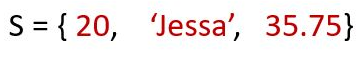 S = { 20, ‘Jessa’, 35.75}